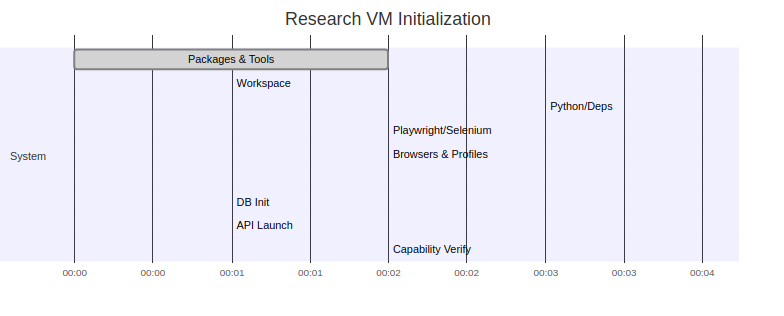 Research VM Initialization
Packages & Tools
Workspace
Python/Deps
Playwright/Selenium
Browsers & Profiles
System
DB Init
API Launch
Capability Verify
00:00 00:00 00:01 00:01 00:02 00:02 00:03 00:03 00:04